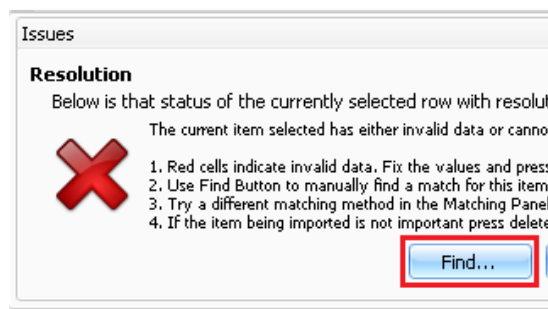 Issues
Resolution
Below is that status of the currently selected row with resolut
The current item selected has either invalid data or canno
1. Red cells indicate invalid data. Fix the values and press
2. Use Find Button to manually find a match for this item
3. Try a different matching method in the Matching Panel
4. If the item being imported is not important press delete
Find...